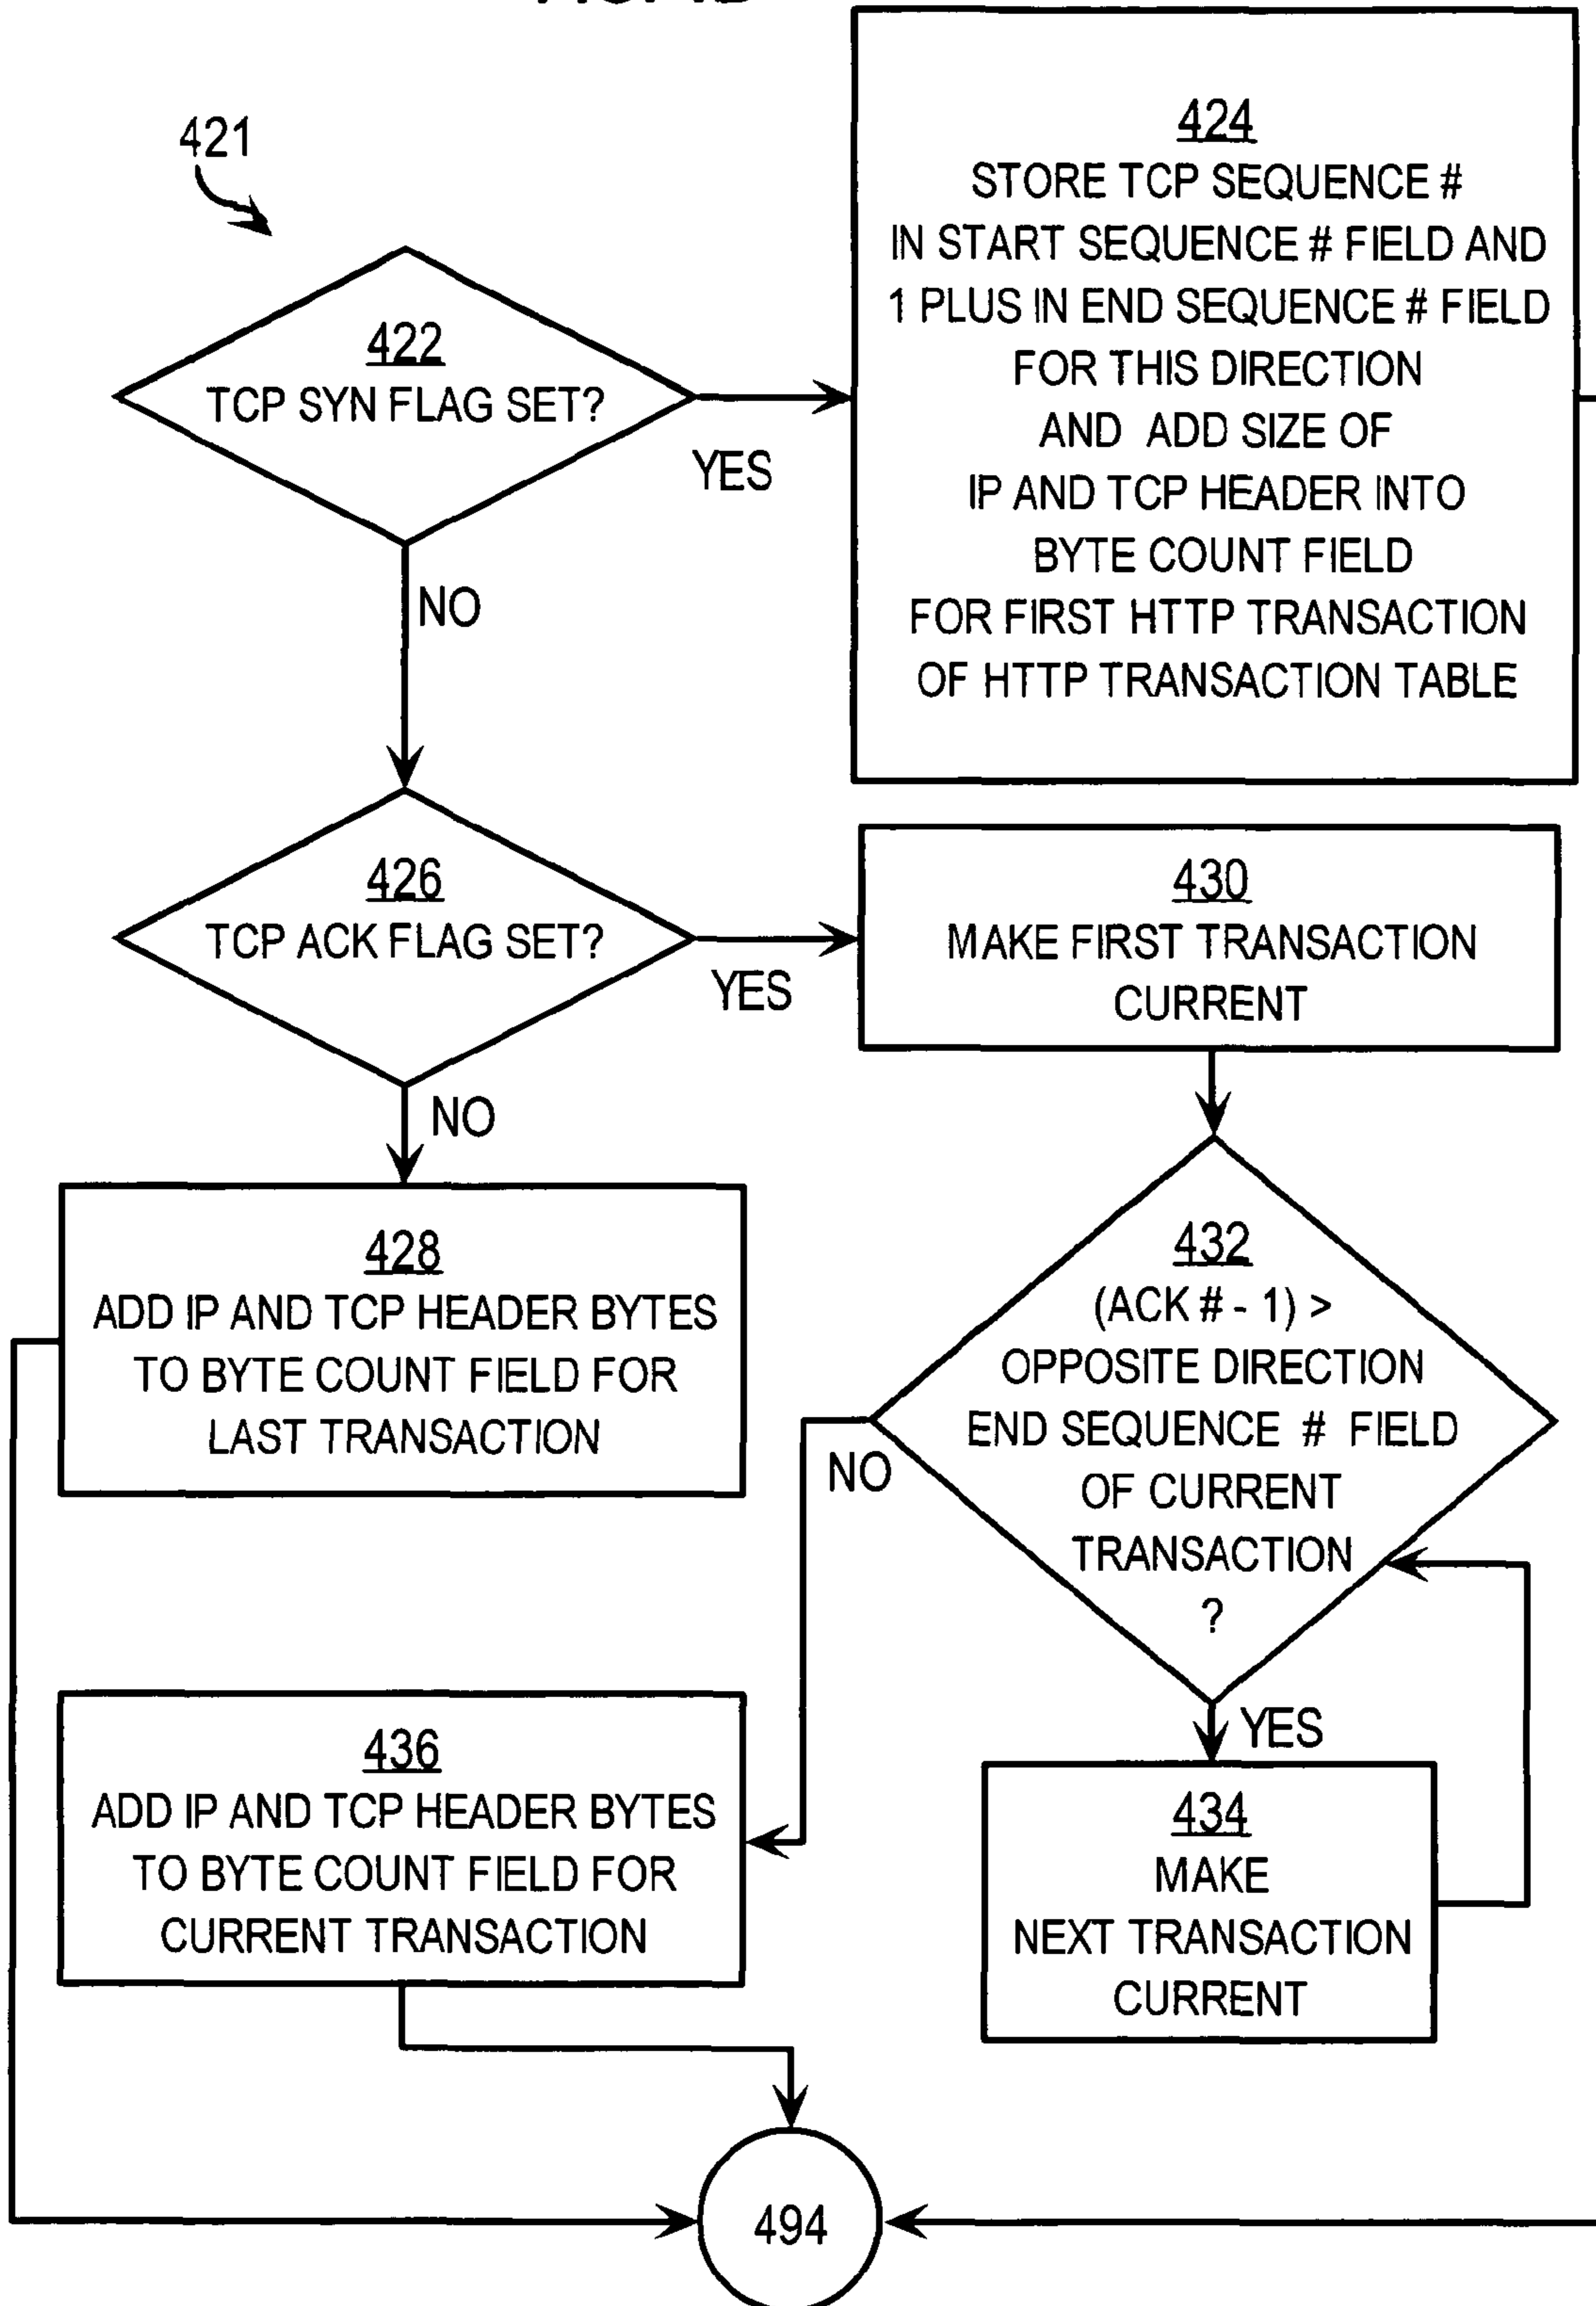 421
422
TCP SYN FLAG SET?
YES
NO
424
STORE TCP SEQUENCE #
IN START SEQUENCE # FIELD AND
1 PLUS IN END SEQUENCE # FIELD
FOR THIS DIRECTION
AND ADD SIZE OF
IP AND TCP HEADER INTO
BYTE COUNT FIELD
FOR FIRST HTTP TRANSACTION
OF HTTP TRANSACTION TABLE
426
TCP ACK FLAG SET?
YES
NO
430
MAKE FIRST TRANSACTION
CURRENT
428
ADD IP AND TCP HEADER BYTES
TO BYTE COUNT FIELD FOR
LAST TRANSACTION
432
(ACK # - 1) >
OPPOSITE DIRECTION
END SEQUENCE # FIELD
OF CURRENT
TRANSACTION
?
NO
YES
436
ADD IP AND TCP HEADER BYTES
TO BYTE COUNT FIELD FOR
CURRENT TRANSACTION
434
MAKE
NEXT TRANSACTION
CURRENT
494